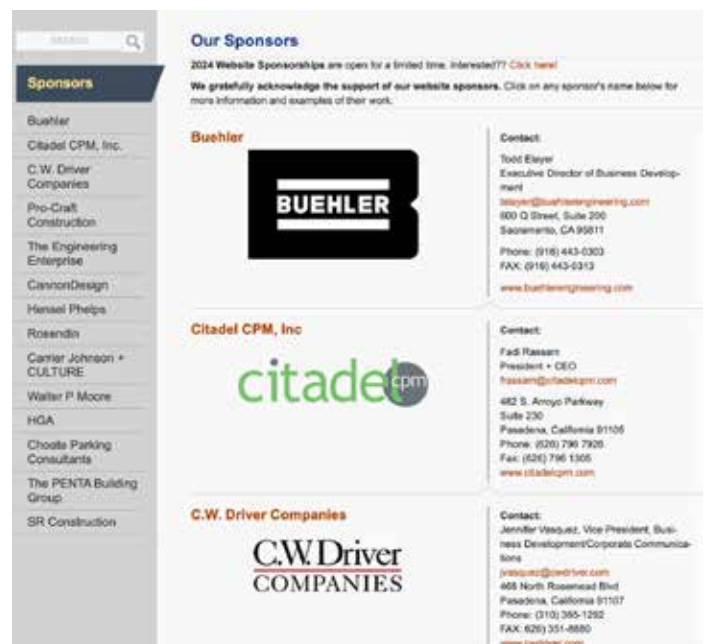 SEARCH
Sponsors
Buehler
Citadel CPM, Inc.
C.W. Driver
Companies
Pro-Craft
Construction
The Engineering
Enterprise
CannonDesign
Hensel Phelps
Rosendin
Carrier Johnson +
CULTURE
Walter P Moore
HGA
Choate Parking
Consultants
The PENTA Building
Group
SR Construction
Our Sponsors
2024 Website Sponsorships are open for a limited time. Interested?? Click here!
We gratefully acknowledge the support of our website sponsors. Click on any sponsor's name below for
more information and examples of their work.
Buehler
BUEHLER
Contact:
Todd Elayer
Executive Director of Business Develop-
ment
telayer@buehlerengineering.com
600 Q Street, Suite 200
Sacramento, CA 95811
Phone: (916) 443-0303
FAX: (916) 443-0313
www.buehlerengineering.com
Citadel CPM, Inc
citadel cpm
Contact:
Fadi Rassam
President + CEO
frassam@citadelcpm.com
482 S. Arroyo Parkway
Suite 230
Pasadena, California 91105
Phone: (626) 796 7926
Fax: (626) 796 1305
www.citadelcpm.com
C.W. Driver Companies
C.W. Driver
COMPANIES
Contact:
Jennifer Vasquez, Vice President, Busi-
ness Development/Corporate Communica-
tions
jvasquez@cwdriver.com
468 North Rosemead Blvd
Pasadena, California 91107
Phone: (310) 365-1292
FAX: 626) 351-8880
www.cwdriver.com